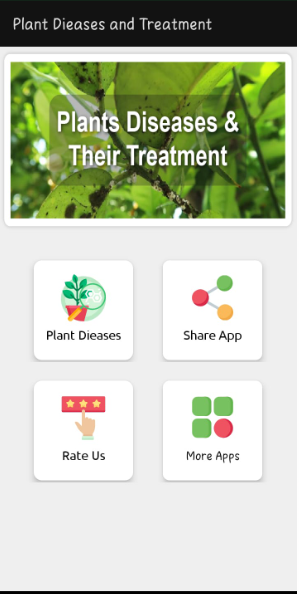 Plant Dieases and Treatment
Plants Diseases &
Their Treatment
Plant Dieases
Share App
Rate Us
More Apps